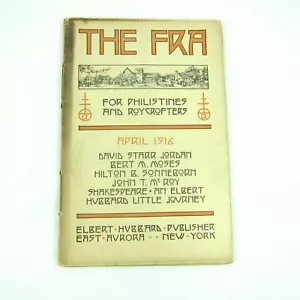 THE FRA
FOR PHILISTINES
AND ROYCROFTERS
APRIL 1916
DAVID STARR JORDAN
BERT M. MOSES
HILTON B. SONNEBORN
JOHN T. McROY
SHAKESPEARE · AN ELBERT
HUBBARD LITTLE JOURNEY
ELBERT · HUBBARD · PUBLISHER
EAST · AURORA · · NEW · YORK